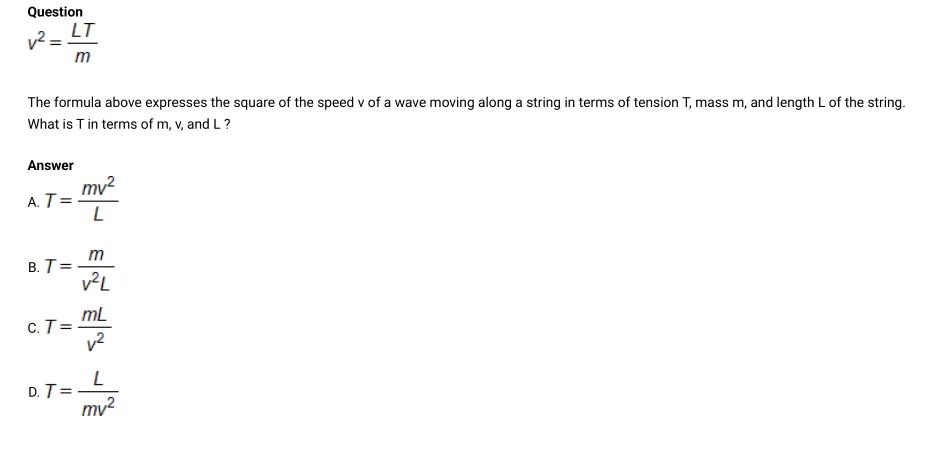 Question
v² = LT/m
The formula above expresses the square of the speed v of a wave moving along a string in terms of tension T, mass m, and length L of the string.
What is T in terms of m, v, and L ?
Answer
A. T = mv²/L
B. T = m/v²L
C. T = mL/v²
D. T = L/mv²